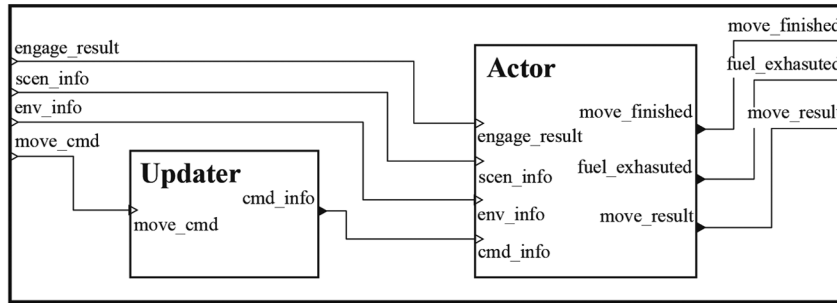 engage_result
scen_info
env_info
move_cmd
Updater
cmd_info
move_cmd
Actor
move_finished
engage_result
fuel_exhasuted
scen_info
move_result
env_info
cmd_info
move_finished
fuel_exhasuted
move_result